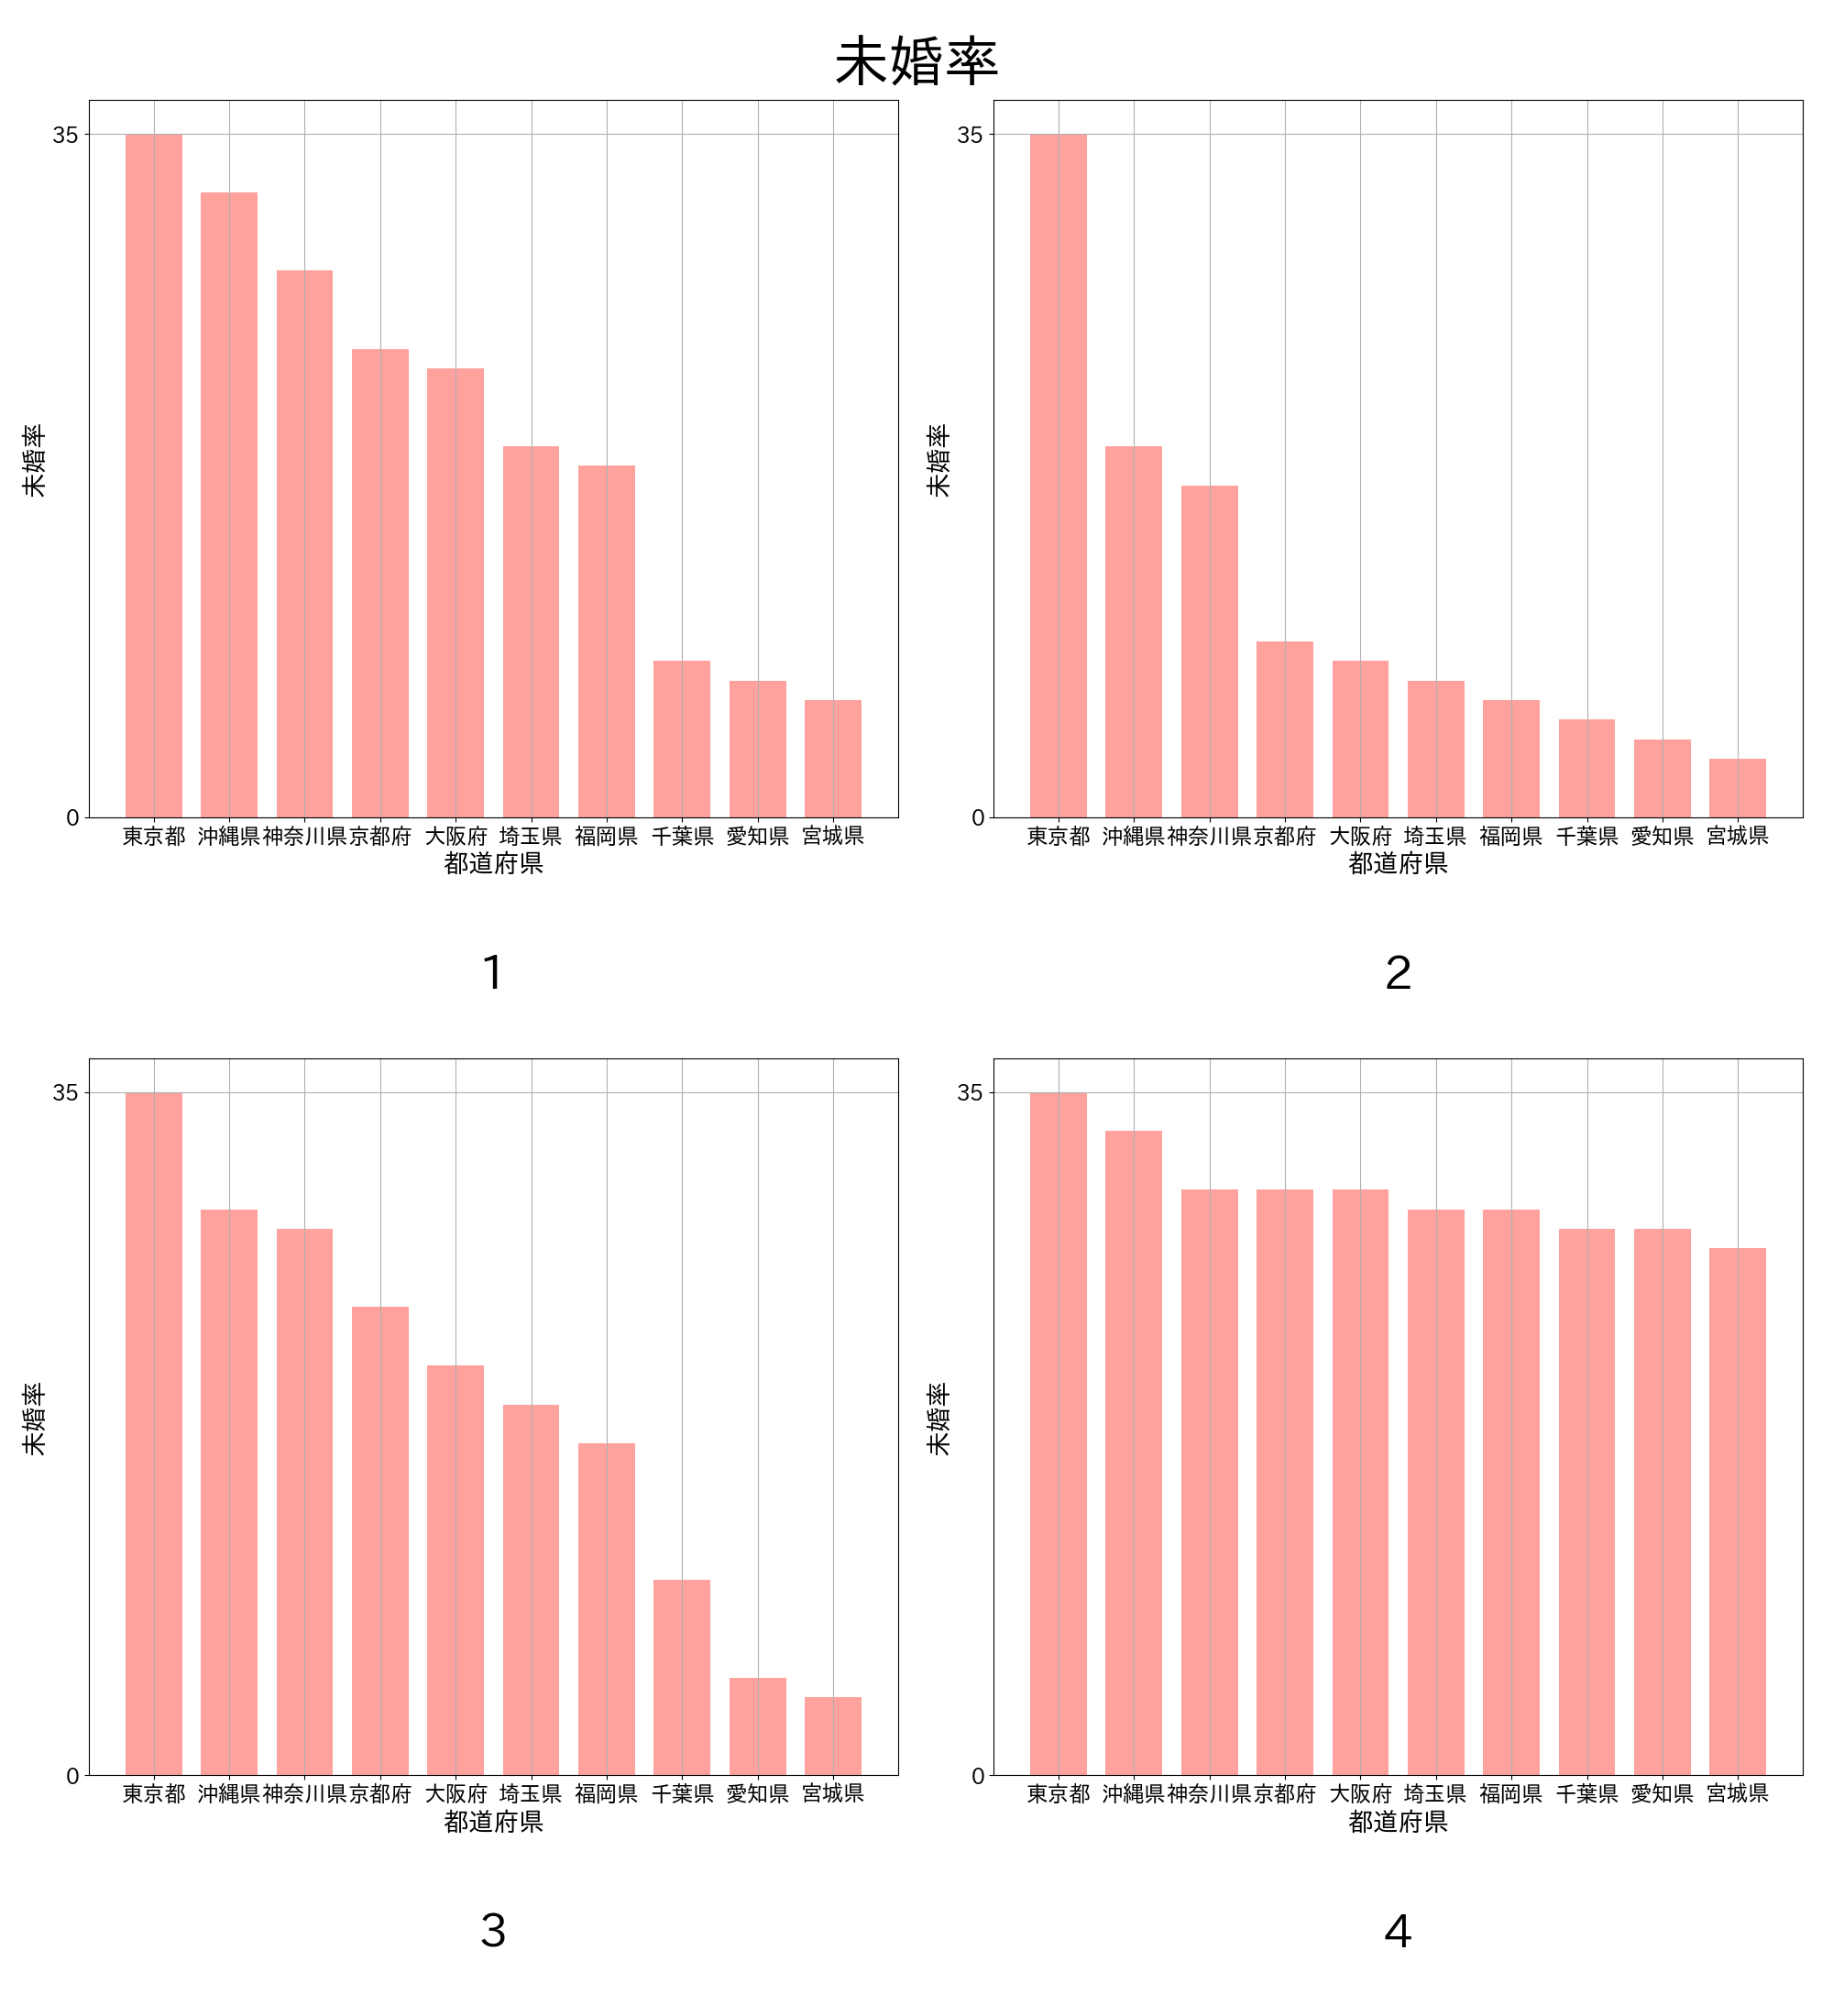 未婚率
35
0
未婚率
東京都 沖縄県 神奈川県 京都府 大阪府 埼玉県 福岡県 千葉県 愛知県 宮城県
都道府県
1
35
0
未婚率
東京都 沖縄県 神奈川県 京都府 大阪府 埼玉県 福岡県 千葉県 愛知県 宮城県
都道府県
2
35
0
未婚率
東京都 沖縄県 神奈川県 京都府 大阪府 埼玉県 福岡県 千葉県 愛知県 宮城県
都道府県
3
35
0
未婚率
東京都 沖縄県 神奈川県 京都府 大阪府 埼玉県 福岡県 千葉県 愛知県 宮城県
都道府県
4